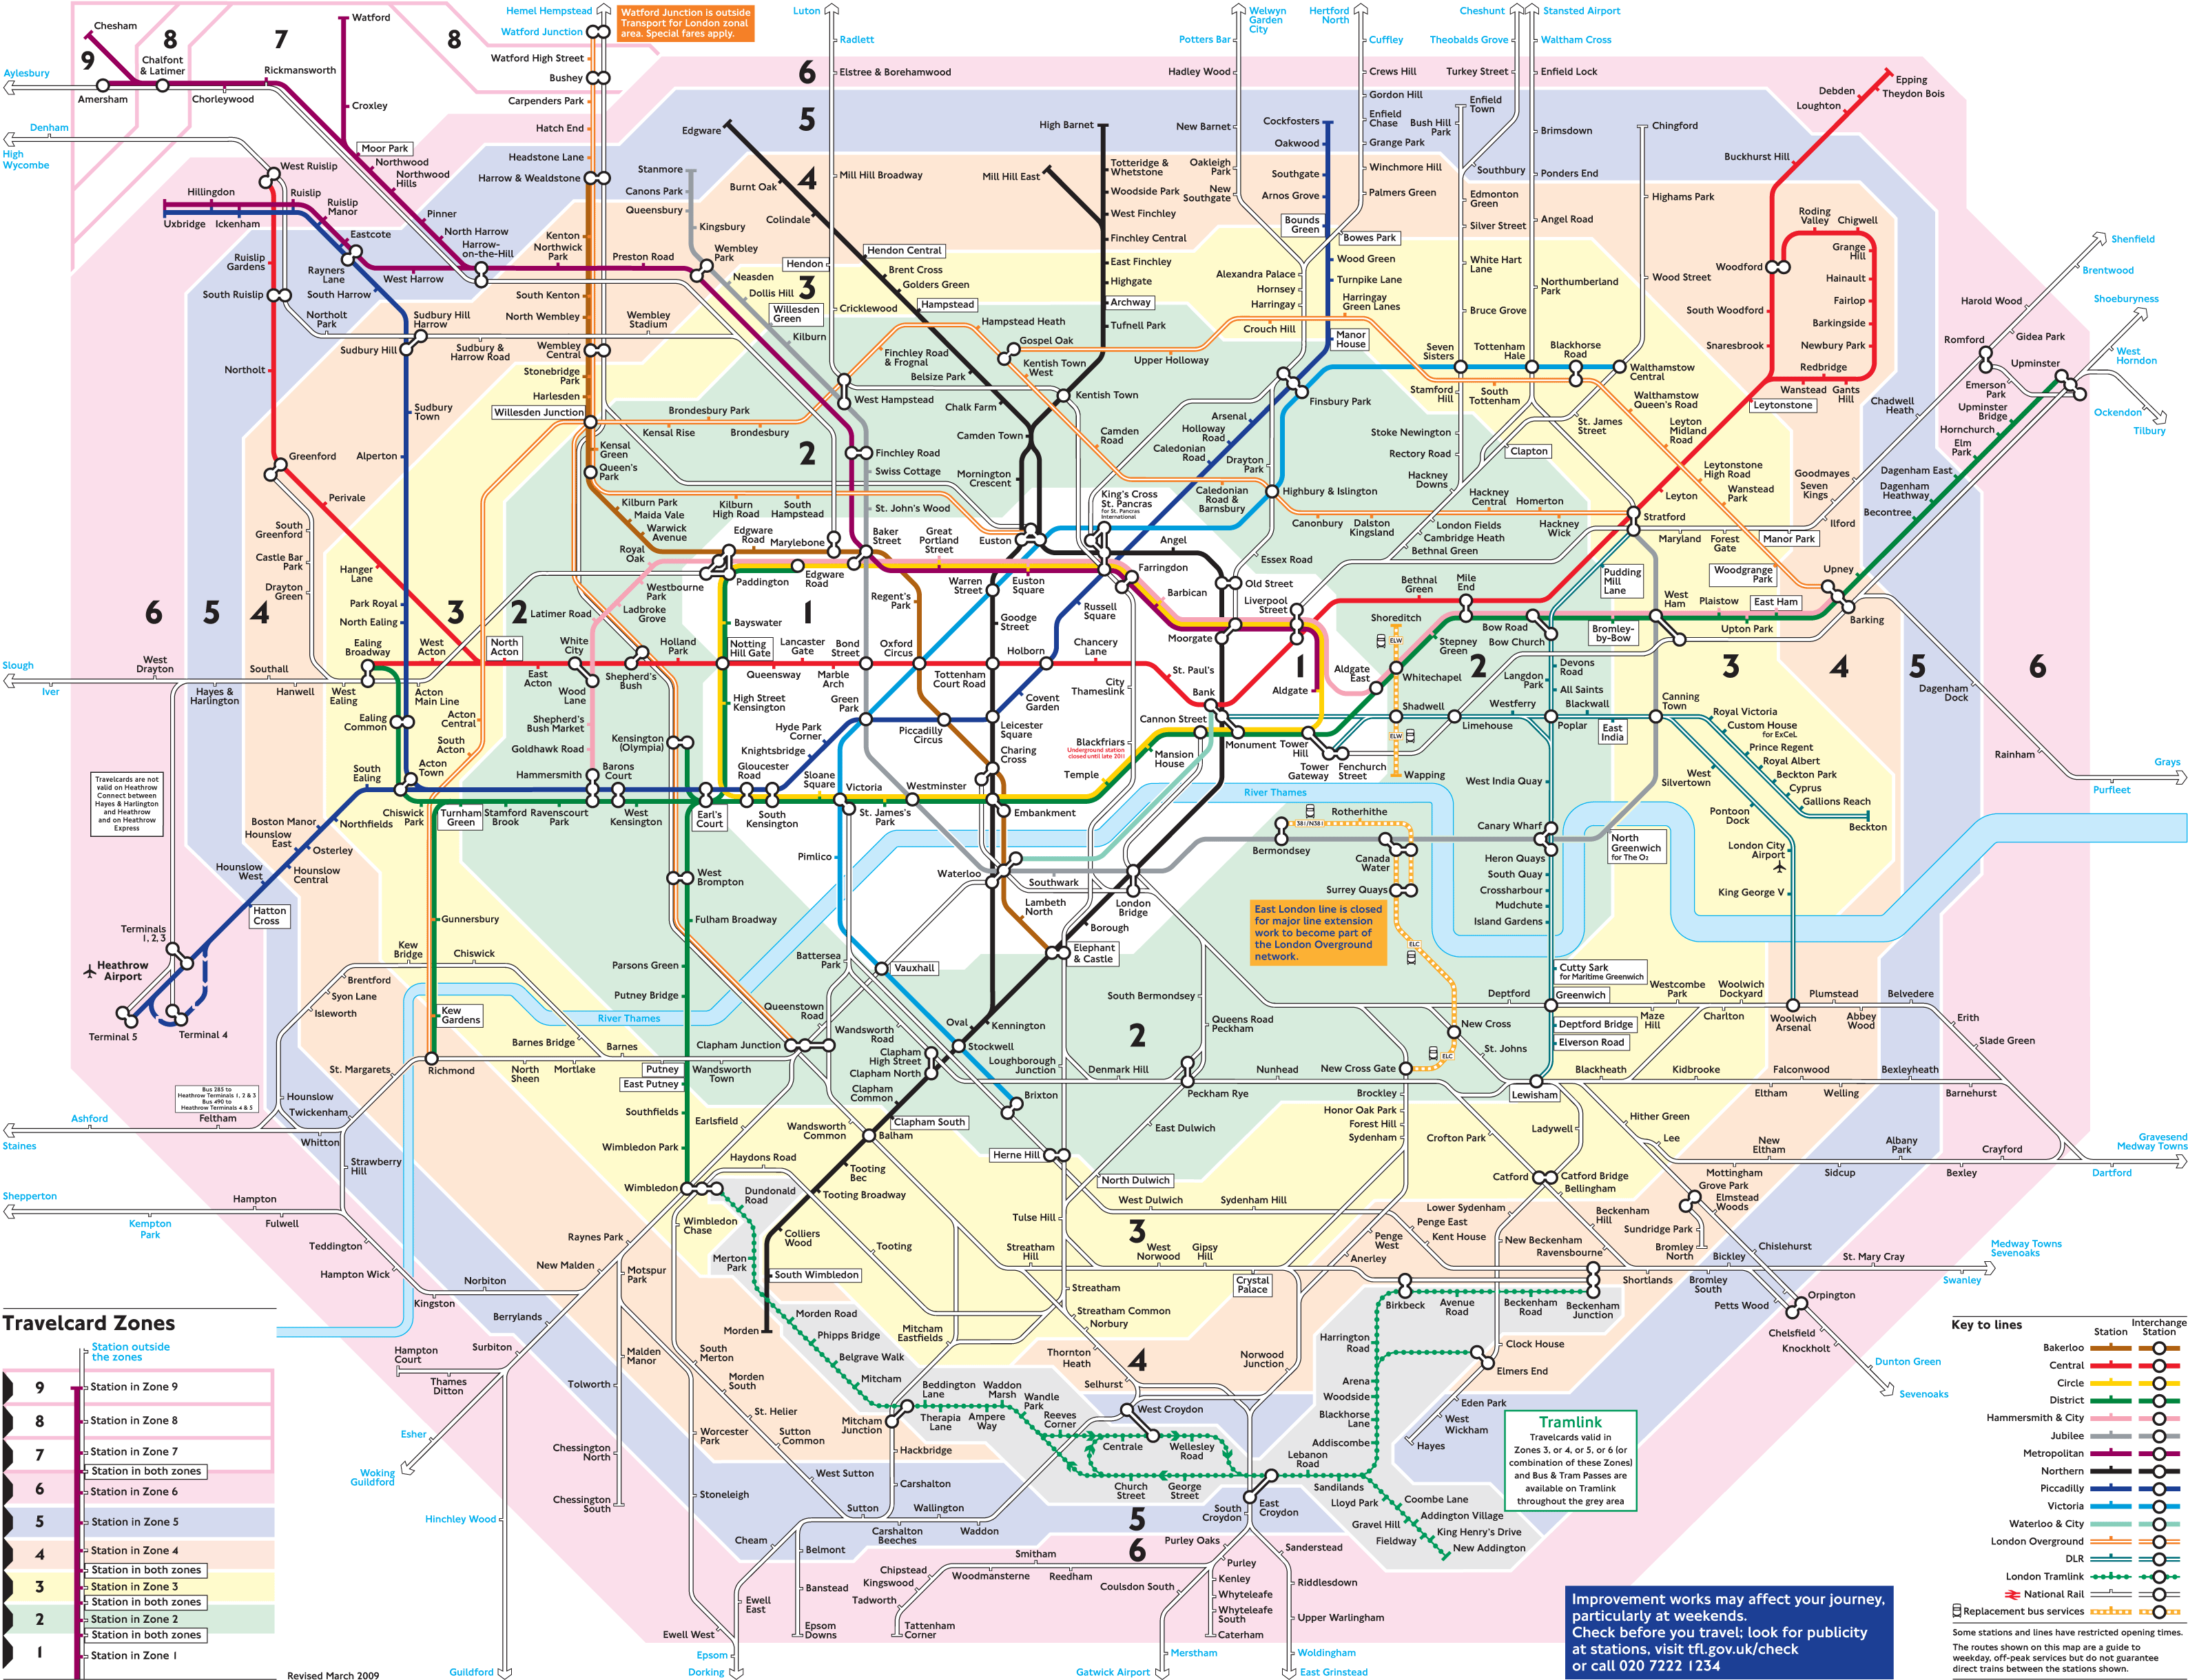 Hemel Hempstead
Watford Junction
Watford Junction is outside
Transport for London zonal
area. Special fares apply.
Luton
Radlett
Welwyn
Garden
City
Potters Bar
Hertford
North
Cuffley
Cheshunt
Theobalds Grove
Stansted Airport
Waltham Cross
Chesham
9
8
7
8
Chalfont
& Latimer
Rickmansworth
Watford
Watford High Street
Bushey
Carpenders Park
Hatch End
Headstone Lane
Harrow & Wealdstone
Aylesbury
Amersham
Chorleywood
Croxley
Denham
High
Wycombe
Moor Park
Northwood
Northwood
Hills
Pinner
North Harrow
Harrow-
on-the-Hill
West Ruislip
Hillingdon
Ruislip
Ruislip
Manor
Eastcote
Uxbridge
Ickenham
Ruislip
Gardens
South Ruislip
Rayners
Lane
West Harrow
South Harrow
Northolt
Park
Sudbury Hill
Harrow
Sudbury Hill
Sudbury &
Harrow Road
Wembley
Stadium
Northolt
Sudbury
Town
Alperton
Greenford
Perivale
South
Greenford
Castle Bar
Park
Drayton
Green
Hanger
Lane
Park Royal
North Ealing
6
5
4
6
5
4
3
Elstree & Borehamwood
Mill Hill Broadway
Hendon
Cricklewood
Edgware
Burnt Oak
Colindale
Hendon Central
Brent Cross
Golders Green
Hampstead
Stanmore
Canons Park
Queensbury
Kingsbury
Wembley
Park
Neasden
Dollis Hill
Willesden
Green
Kilburn
Kenton
Northwick
Park
Preston Road
South Kenton
North Wembley
Wembley
Central
Stonebridge
Park
Harlesden
Willesden Junction
Kensal
Green
Queen's
Park
Brondesbury Park
Kensal Rise
Brondesbury
Kilburn Park
Maida Vale
Warwick
Avenue
Kilburn
High Road
South
Hampstead
Finchley Road
& Frognal
West Hampstead
Finchley Road
Swiss Cottage
St. John's Wood
Belsize Park
Chalk Farm
Camden Town
Mornington
Crescent
Hampstead Heath
Gospel Oak
Kentish Town
West
Kentish Town
Camden
Road
High Barnet
Totteridge &
Whetstone
Woodside Park
West Finchley
Mill Hill East
Finchley Central
East Finchley
Highgate
Archway
Tufnell Park
Upper Holloway
Crouch Hill
Hadley Wood
New Barnet
Oakleigh
Park
New
Southgate
Alexandra Palace
Hornsey
Harringay
Cockfosters
Oakwood
Southgate
Arnos Grove
Bounds
Green
Bowes Park
Wood Green
Turnpike Lane
Harringay
Green Lanes
Manor
House
Finsbury Park
Arsenal
Holloway
Road
Caledonian
Road
Drayton
Park
Caledonian
Road &
Barnsbury
Highbury & Islington
Canonbury
Dalston
Kingsland
Essex Road
Crews Hill
Gordon Hill
Enfield
Chase
Grange Park
Winchmore Hill
Palmers Green
Turkey Street
Enfield
Town
Bush Hill
Park
Southbury
Edmonton
Green
Silver Street
White Hart
Lane
Bruce Grove
Seven
Sisters
Stamford
Hill
Stoke Newington
Rectory Road
Hackney
Downs
London Fields
Cambridge Heath
Bethnal Green
Enfield Lock
Brimsdown
Ponders End
Angel Road
Northumberland
Park
Tottenham
Hale
Blackhorse
Road
South
Tottenham
Clapton
St. James
Street
Hackney
Central
Homerton
Hackney
Wick
Chingford
Highams Park
Wood Street
Walthamstow
Central
Walthamstow
Queen's Road
Leyton
Midland
Road
Leytonstone
High Road
Wanstead
Park
Epping
Theydon Bois
Debden
Loughton
Buckhurst Hill
Roding
Valley
Chigwell
Grange
Hill
Woodford
Hainault
Fairlop
Barkingside
South Woodford
Newbury Park
Snaresbrook
Redbridge
Wanstead
Gants
Hill
Leytonstone
Leyton
Stratford
Maryland
Forest
Gate
Manor Park
Woodgrange
Park
Ilford
Seven
Kings
Goodmayes
Chadwell
Heath
Shenfield
Brentwood
Harold Wood
Shoeburyness
Gidea Park
Romford
Emerson
Park
Upminster
West
Horndon
Ockendon
Tilbury
Upminster
Bridge
Hornchurch
Elm
Park
Dagenham East
Dagenham
Heathway
Becontree
Upney
Barking
East Ham
Upton Park
Plaistow
West
Ham
Bromley-
by-Bow
Bow Road
Bow Church
Pudding
Mill
Lane
Mile
End
Bethnal
Green
Stepney
Green
Shoreditch
ELW
Whitechapel
Shadwell
ELW
Wapping
Limehouse
Westferry
Poplar
Blackwall
East
India
Canning
Town
Devons
Road
Langdon
Park
All Saints
Royal Victoria
Custom House
for ExCeL
Prince Regent
Royal Albert
Beckton Park
Cyprus
Gallions Reach
Beckton
West
Silvertown
Pontoon
Dock
London City
Airport
King George V
West India Quay
Canary Wharf
Heron Quays
South Quay
Crossharbour
Mudchute
Island Gardens
North
Greenwich
for The O2
Cutty Sark
for Maritime Greenwich
Greenwich
Deptford Bridge
Elverson Road
Lewisham
Dagenham
Dock
Rainham
Grays
Purfleet
Slough
Iver
West
Drayton
Hayes &
Harlington
Southall
Hanwell
West
Ealing
Ealing
Broadway
West
Acton
Acton
Main Line
North
Acton
East
Acton
White
City
Wood
Lane
Shepherd's
Bush
Holland
Park
Notting
Hill Gate
Queensway
Lancaster
Gate
Marble
Arch
Bond
Street
Oxford
Circus
Tottenham
Court Road
Holborn
Chancery
Lane
St. Paul's
Bank
Liverpool
Street
Moorgate
Old Street
Angel
King's Cross
St. Pancras
for St. Pancras
International
Euston
Farringdon
Barbican
Royal
Oak
Westbourne
Park
Ladbroke
Grove
Latimer Road
Shepherd's
Bush Market
Goldhawk Road
Hammersmith
Edgware
Road
Marylebone
Baker
Street
Great
Portland
Street
Paddington
Edgware
Road
Bayswater
Regent's
Park
Warren
Street
Euston
Square
Goodge
Street
Russell
Square
Covent
Garden
Leicester
Square
Charing
Cross
Piccadilly
Circus
Green
Park
Hyde Park
Corner
Knightsbridge
High Street
Kensington
Kensington
(Olympia)
Gloucester
Road
Sloane
Square
South
Kensington
Earl's
Court
Victoria
St. James's
Park
Westminster
Embankment
Temple
Blackfriars
Underground station
closed until late 2011
Mansion
House
Cannon Street
City
Thameslink
Monument
Tower
Hill
Tower
Gateway
Fenchurch
Street
Aldgate
Aldgate
East
1
1
2
2
2
2
3
3
3
4
4
5
5
6
6
Ealing
Common
Acton
Central
South
Acton
Acton
Town
South
Ealing
Chiswick
Park
Turnham
Green
Stamford
Brook
Ravenscourt
Park
Barons
Court
West
Kensington
Northfields
Boston Manor
Hounslow
East
Osterley
Hounslow
West
Hounslow
Central
Hatton
Cross
Terminals
1, 2, 3
Heathrow
Airport
Terminal 5
Terminal 4
Travelcards are not
valid on Heathrow
Connect between
Hayes & Harlington
and Heathrow
and on Heathrow
Express
Gunnersbury
Kew
Gardens
Kew
Bridge
Chiswick
Brentford
Syon Lane
Isleworth
Richmond
St. Margarets
North
Sheen
Mortlake
Barnes Bridge
Barnes
Putney
East Putney
Wandsworth
Town
Southfields
Wimbledon Park
Wimbledon
West
Brompton
Fulham Broadway
Parsons Green
Putney Bridge
River Thames
River Thames
Pimlico
Battersea
Park
Vauxhall
Queenstown
Road
Clapham Junction
Wandsworth
Road
Clapham
High Street
Clapham North
Clapham
Common
Clapham South
Stockwell
Oval
Kennington
Loughborough
Junction
Brixton
Waterloo
Southwark
Lambeth
North
London
Bridge
Borough
Elephant
& Castle
Bermondsey
381/N381
Rotherhithe
Canada
Water
Surrey Quays
ELC
ELC
East London line is closed
for major line extension
work to become part of
the London Overground
network.
South Bermondsey
Queens Road
Peckham
Denmark Hill
Peckham Rye
Nunhead
East Dulwich
North Dulwich
Herne Hill
New Cross
New Cross Gate
St. Johns
Deptford
Maze
Hill
Westcombe
Park
Charlton
Woolwich
Dockyard
Woolwich
Arsenal
Plumstead
Abbey
Wood
Belvedere
Erith
Slade Green
Blackheath
Kidbrooke
Eltham
Falconwood
Welling
Bexleyheath
Barnehurst
Bus 285 to
Heathrow Terminals 1, 2 & 3
Bus 490 to
Heathrow Terminals 4 & 5
Feltham
Hounslow
Twickenham
Whitton
Ashford
Staines
Strawberry
Hill
Shepperton
Kempton
Park
Hampton
Fulwell
Teddington
Hampton Wick
Kingston
Norbiton
New Malden
Raynes Park
Berrylands
Surbiton
Hampton
Court
Thames
Ditton
Esher
Woking
Guildford
Hinchley Wood
Guildford
Motspur
Park
Malden
Manor
Tolworth
Chessington
North
Chessington
South
Worcester
Park
Stoneleigh
Ewell West
Epsom
Dorking
Earlsfield
Haydons Road
Wandsworth
Common
Balham
Tooting
Bec
Tooting Broadway
Colliers
Wood
Tooting
South Wimbledon
Morden
Dundonald
Road
Wimbledon
Chase
Merton
Park
Morden Road
Phipps Bridge
Belgrave Walk
Mitcham
Mitcham
Junction
Mitcham
Eastfields
South
Merton
Morden
South
St. Helier
Sutton
Common
West Sutton
Sutton
Cheam
Belmont
Banstead
Epsom
Downs
Ewell
East
Hackbridge
Carshalton
Carshalton
Beeches
Wallington
Waddon
Beddington
Lane
Therapia
Lane
Waddon
Marsh
Ampere
Way
Wandle
Park
Reeves
Corner
Centrale
West Croydon
Wellesley
Road
Church
Street
George
Street
East
Croydon
South
Croydon
Lebanon
Road
Sandilands
Lloyd Park
Coombe Lane
Gravel Hill
Addington Village
Fieldway
King Henry's Drive
New Addington
Addiscombe
Blackhorse
Lane
Woodside
Arena
Harrington
Road
Birkbeck
Avenue
Road
Beckenham
Road
Beckenham
Junction
Clock House
Elmers End
Eden Park
West
Wickham
Hayes
Tramlink
Travelcards valid in
Zones 3, or 4, or 5, or 6 (or
combination of these Zones)
and Bus & Tram Passes are
available on Tramlink
throughout the grey area
Tulse Hill
West Dulwich
Sydenham Hill
Streatham
Hill
West
Norwood
Gipsy
Hill
Crystal
Palace
Streatham
Streatham Common
Norbury
Thornton
Heath
Selhurst
Norwood
Junction
Anerley
Penge
West
Penge East
Kent House
Lower Sydenham
New Beckenham
Brockley
Honor Oak Park
Forest Hill
Sydenham
Crofton Park
Catford
Catford Bridge
Bellingham
Ladywell
Hither Green
Lee
Beckenham
Hill
Ravensbourne
Shortlands
Grove Park
Elmstead
Woods
Sundridge Park
Bromley
North
Bickley
Bromley
South
Chislehurst
Petts Wood
Orpington
Chelsfield
Knockholt
Dunton Green
Sevenoaks
St. Mary Cray
Medway Towns
Sevenoaks
Swanley
Mottingham
New
Eltham
Sidcup
Albany
Park
Bexley
Crayford
Gravesend
Medway Towns
Dartford
Purley Oaks
Purley
Kenley
Whyteleafe
Whyteleafe
South
Caterham
Sanderstead
Riddlesdown
Upper Warlingham
Woldingham
East Grinstead
Coulsdon South
Merstham
Gatwick Airport
Smitham
Woodmansterne
Reedham
Chipstead
Kingswood
Tadworth
Tattenham
Corner
Travelcard Zones
Station outside
the zones
9
Station in Zone 9
8
Station in Zone 8
7
Station in Zone 7
Station in both zones
6
Station in Zone 6
5
Station in Zone 5
4
Station in Zone 4
Station in both zones
3
Station in Zone 3
Station in both zones
2
Station in Zone 2
Station in both zones
1
Station in Zone 1
Revised March 2009
Improvement works may affect your journey,
particularly at weekends.
Check before you travel; look for publicity
at stations, visit tfl.gov.uk/check
or call 020 7222 1234
Key to lines
Station
Interchange
Station
Bakerloo
Central
Circle
District
Hammersmith & City
Jubilee
Metropolitan
Northern
Piccadilly
Victoria
Waterloo & City
London Overground
DLR
London Tramlink
National Rail
Replacement bus services
Some stations and lines have restricted opening times.
The routes shown on this map are a guide to
weekday, off-peak services but do not guarantee
direct trains between the stations shown.